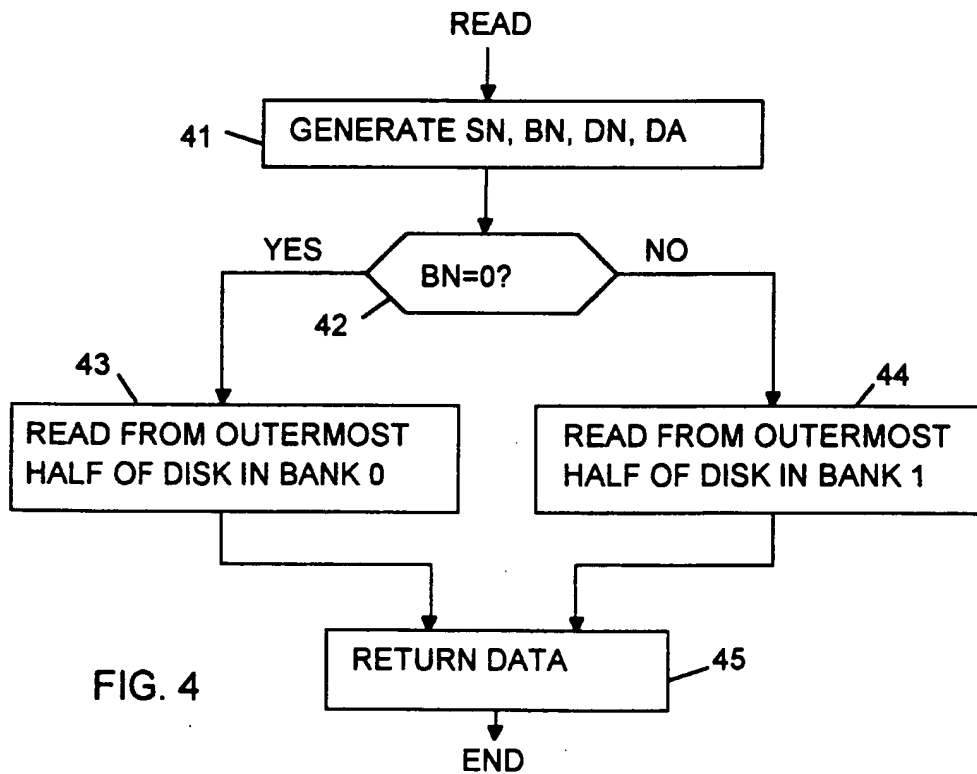 READ
41
GENERATE SN, BN, DN, DA
YES
BN=0?
NO
42
43
READ FROM OUTERMOST
HALF OF DISK IN BANK 0
44
READ FROM OUTERMOST
HALF OF DISK IN BANK 1
RETURN DATA
45
FIG. 4
END